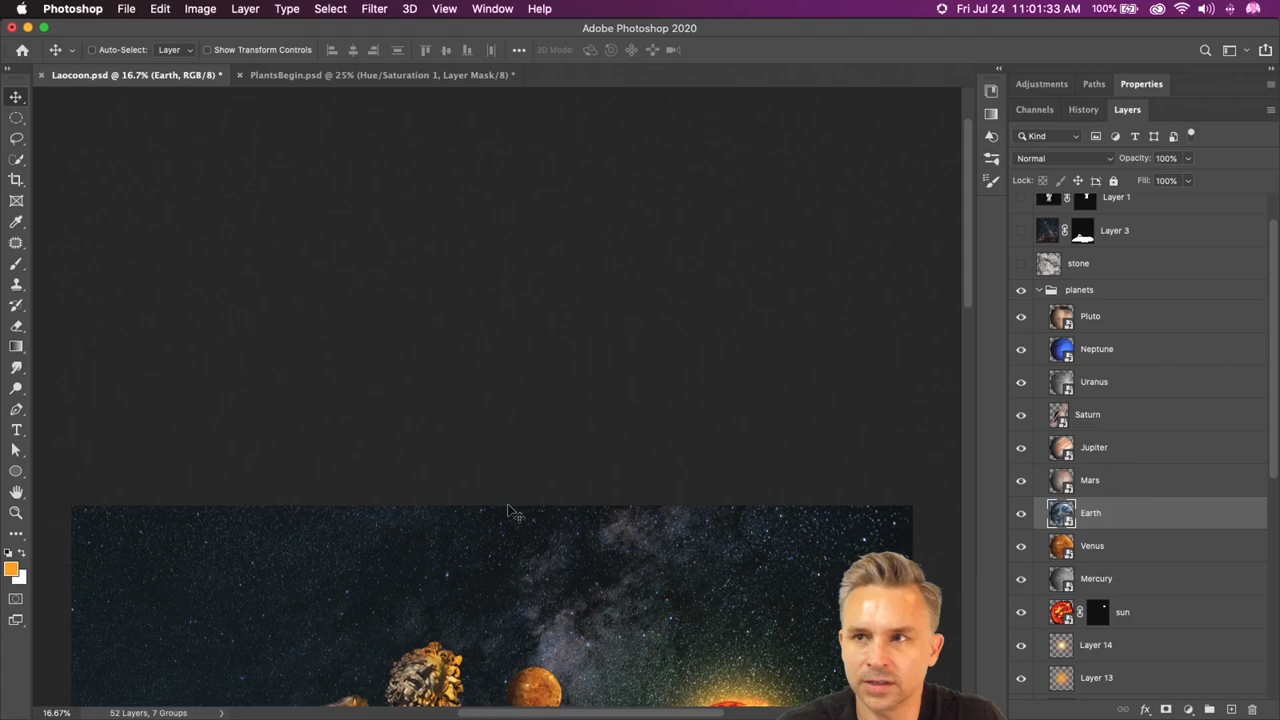 Photoshop File Edit Image Layer Type Select Filter 3D View Window Help 100% Fri Jul 24 11:01:33 AM
Adobe Photoshop 2020
Auto-Select: Layer Show Transform Controls 3D Mode:
Laocoon.psd @ 16.7% (Earth, RGB/8) * PlantsBegin.psd @ 25% (Hue/Saturation 1, Layer Mask/8) *
Adjustments Paths Properties
Channels History Layers
Kind
Normal Opacity: 100%
Lock: Fill: 100%
Layer 1
Layer 3
stone
planets
Pluto
Neptune
Uranus
Saturn
Jupiter
Mars
Earth
Venus
Mercury
sun
Layer 14
Layer 13
16.67% 52 Layers, 7 Groups